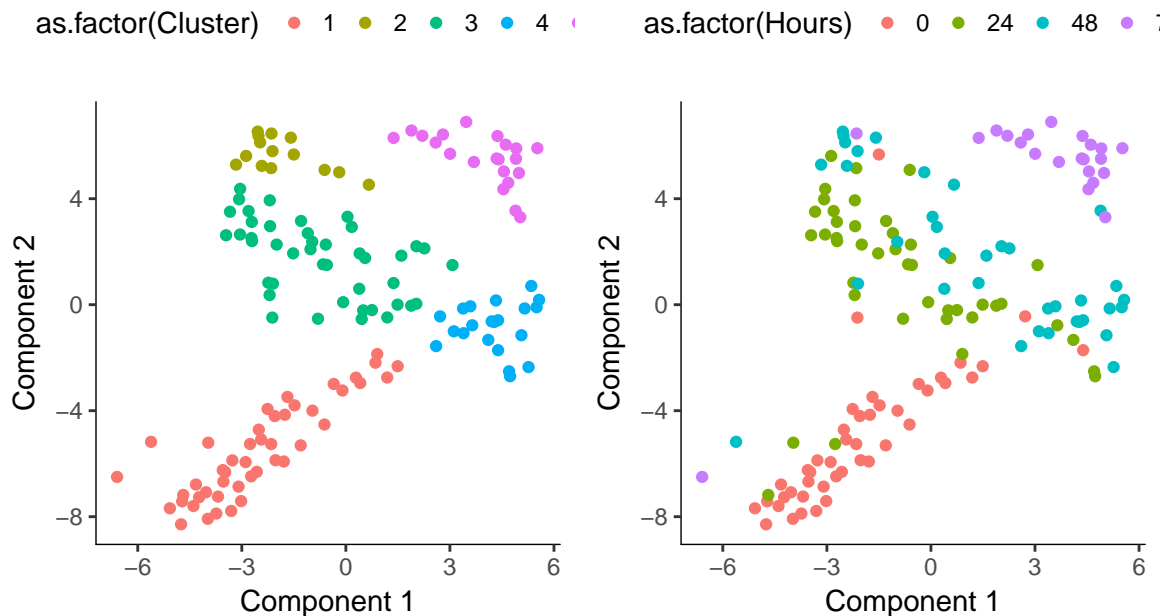 as.factor(Cluster) 1 2 3 4
as.factor(Hours) 0 24 48 7
Component 2
4
0
−4
−8
−6 −3 0 3 6
Component 1
Component 2
4
0
−4
−8
−6 −3 0 3 6
Component 1